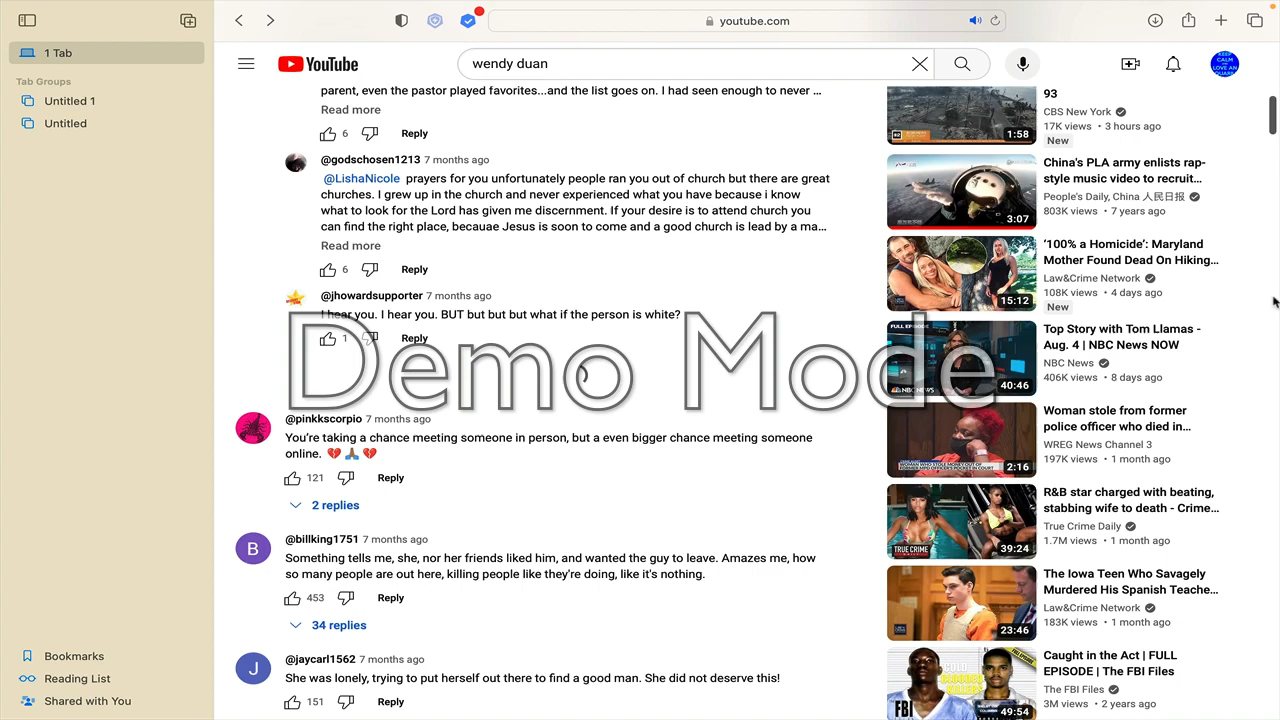 1 Tab
Tab Groups
Untitled 1
Untitled
Bookmarks
Reading List
Shared with You
youtube.com
YouTube
wendy duan
parent, even the pastor played favorites...and the list goes on. I had seen enough to never ...
Read more
6
Reply
@godschosen1213 7 months ago
@LishaNicole prayers for you unfortunately people ran you out of church but there are great
churches. I grew up in the church and never experienced what you have because i know
what to look for the Lord has given me discernment. If your desire is to attend church you
can find the right place, becauae Jesus is soon to come and a good church is lead by a ma...
Read more
6
Reply
@jhowardsupporter 7 months ago
I hear you. I hear you. BUT but but but what if the person is white?
1
Reply
Demo Mode
@pinkkscorpio 7 months ago
You're taking a chance meeting someone in person, but a even bigger chance meeting someone
online. 💔 🙏🏽 💔
121
Reply
2 replies
B
@billking1751 7 months ago
Something tells me, she, nor her friends liked him, and wanted the guy to leave. Amazes me, how
so many people are out here, killing people like they're doing, like it's nothing.
453
Reply
34 replies
J
@jaycarl1562 7 months ago
She was lonely, trying to put herself out there to find a good man. She did not deserve this!
151
Reply
93
CBS New York
17K views • 3 hours ago
New
1:58
China's PLA army enlists rap-
style music video to recruit...
People's Daily, China 人民日报
803K views • 7 years ago
3:07
'100% a Homicide': Maryland
Mother Found Dead On Hiking...
Law&Crime Network
108K views • 4 days ago
New
15:12
Top Story with Tom Llamas -
Aug. 4 | NBC News NOW
NBC News
406K views • 8 days ago
FULL EPISODE
NBC NEWS
40:46
Woman stole from former
police officer who died in...
WREG News Channel 3
197K views • 1 month ago
2:16
R&B star charged with beating,
stabbing wife to death - Crime...
True Crime Daily
1.7M views • 1 month ago
TRUE CRIME
39:24
The Iowa Teen Who Savagely
Murdered His Spanish Teache...
Law&Crime Network
183K views • 1 month ago
23:46
Caught in the Act | FULL
EPISODE | The FBI Files
The FBI Files
3M views • 2 years ago
FBI
49:54